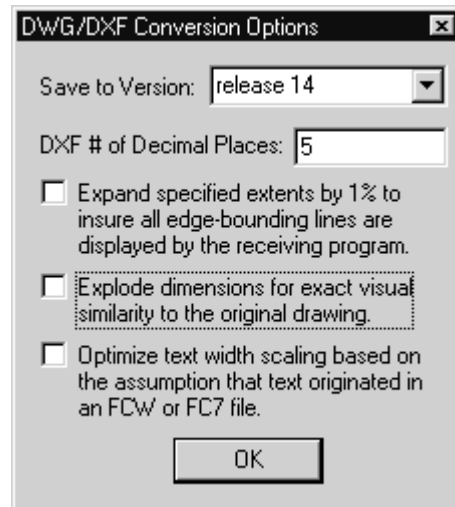 DWG/DXF Conversion Options
Save to Version: release 14
DXF # of Decimal Places: 5
Expand specified extents by 1% to
insure all edge-bounding lines are
displayed by the receiving program.
Explode dimensions for exact visual
similarity to the original drawing.
Optimize text width scaling based on
the assumption that text originated in
an FCW or FC7 file.
OK